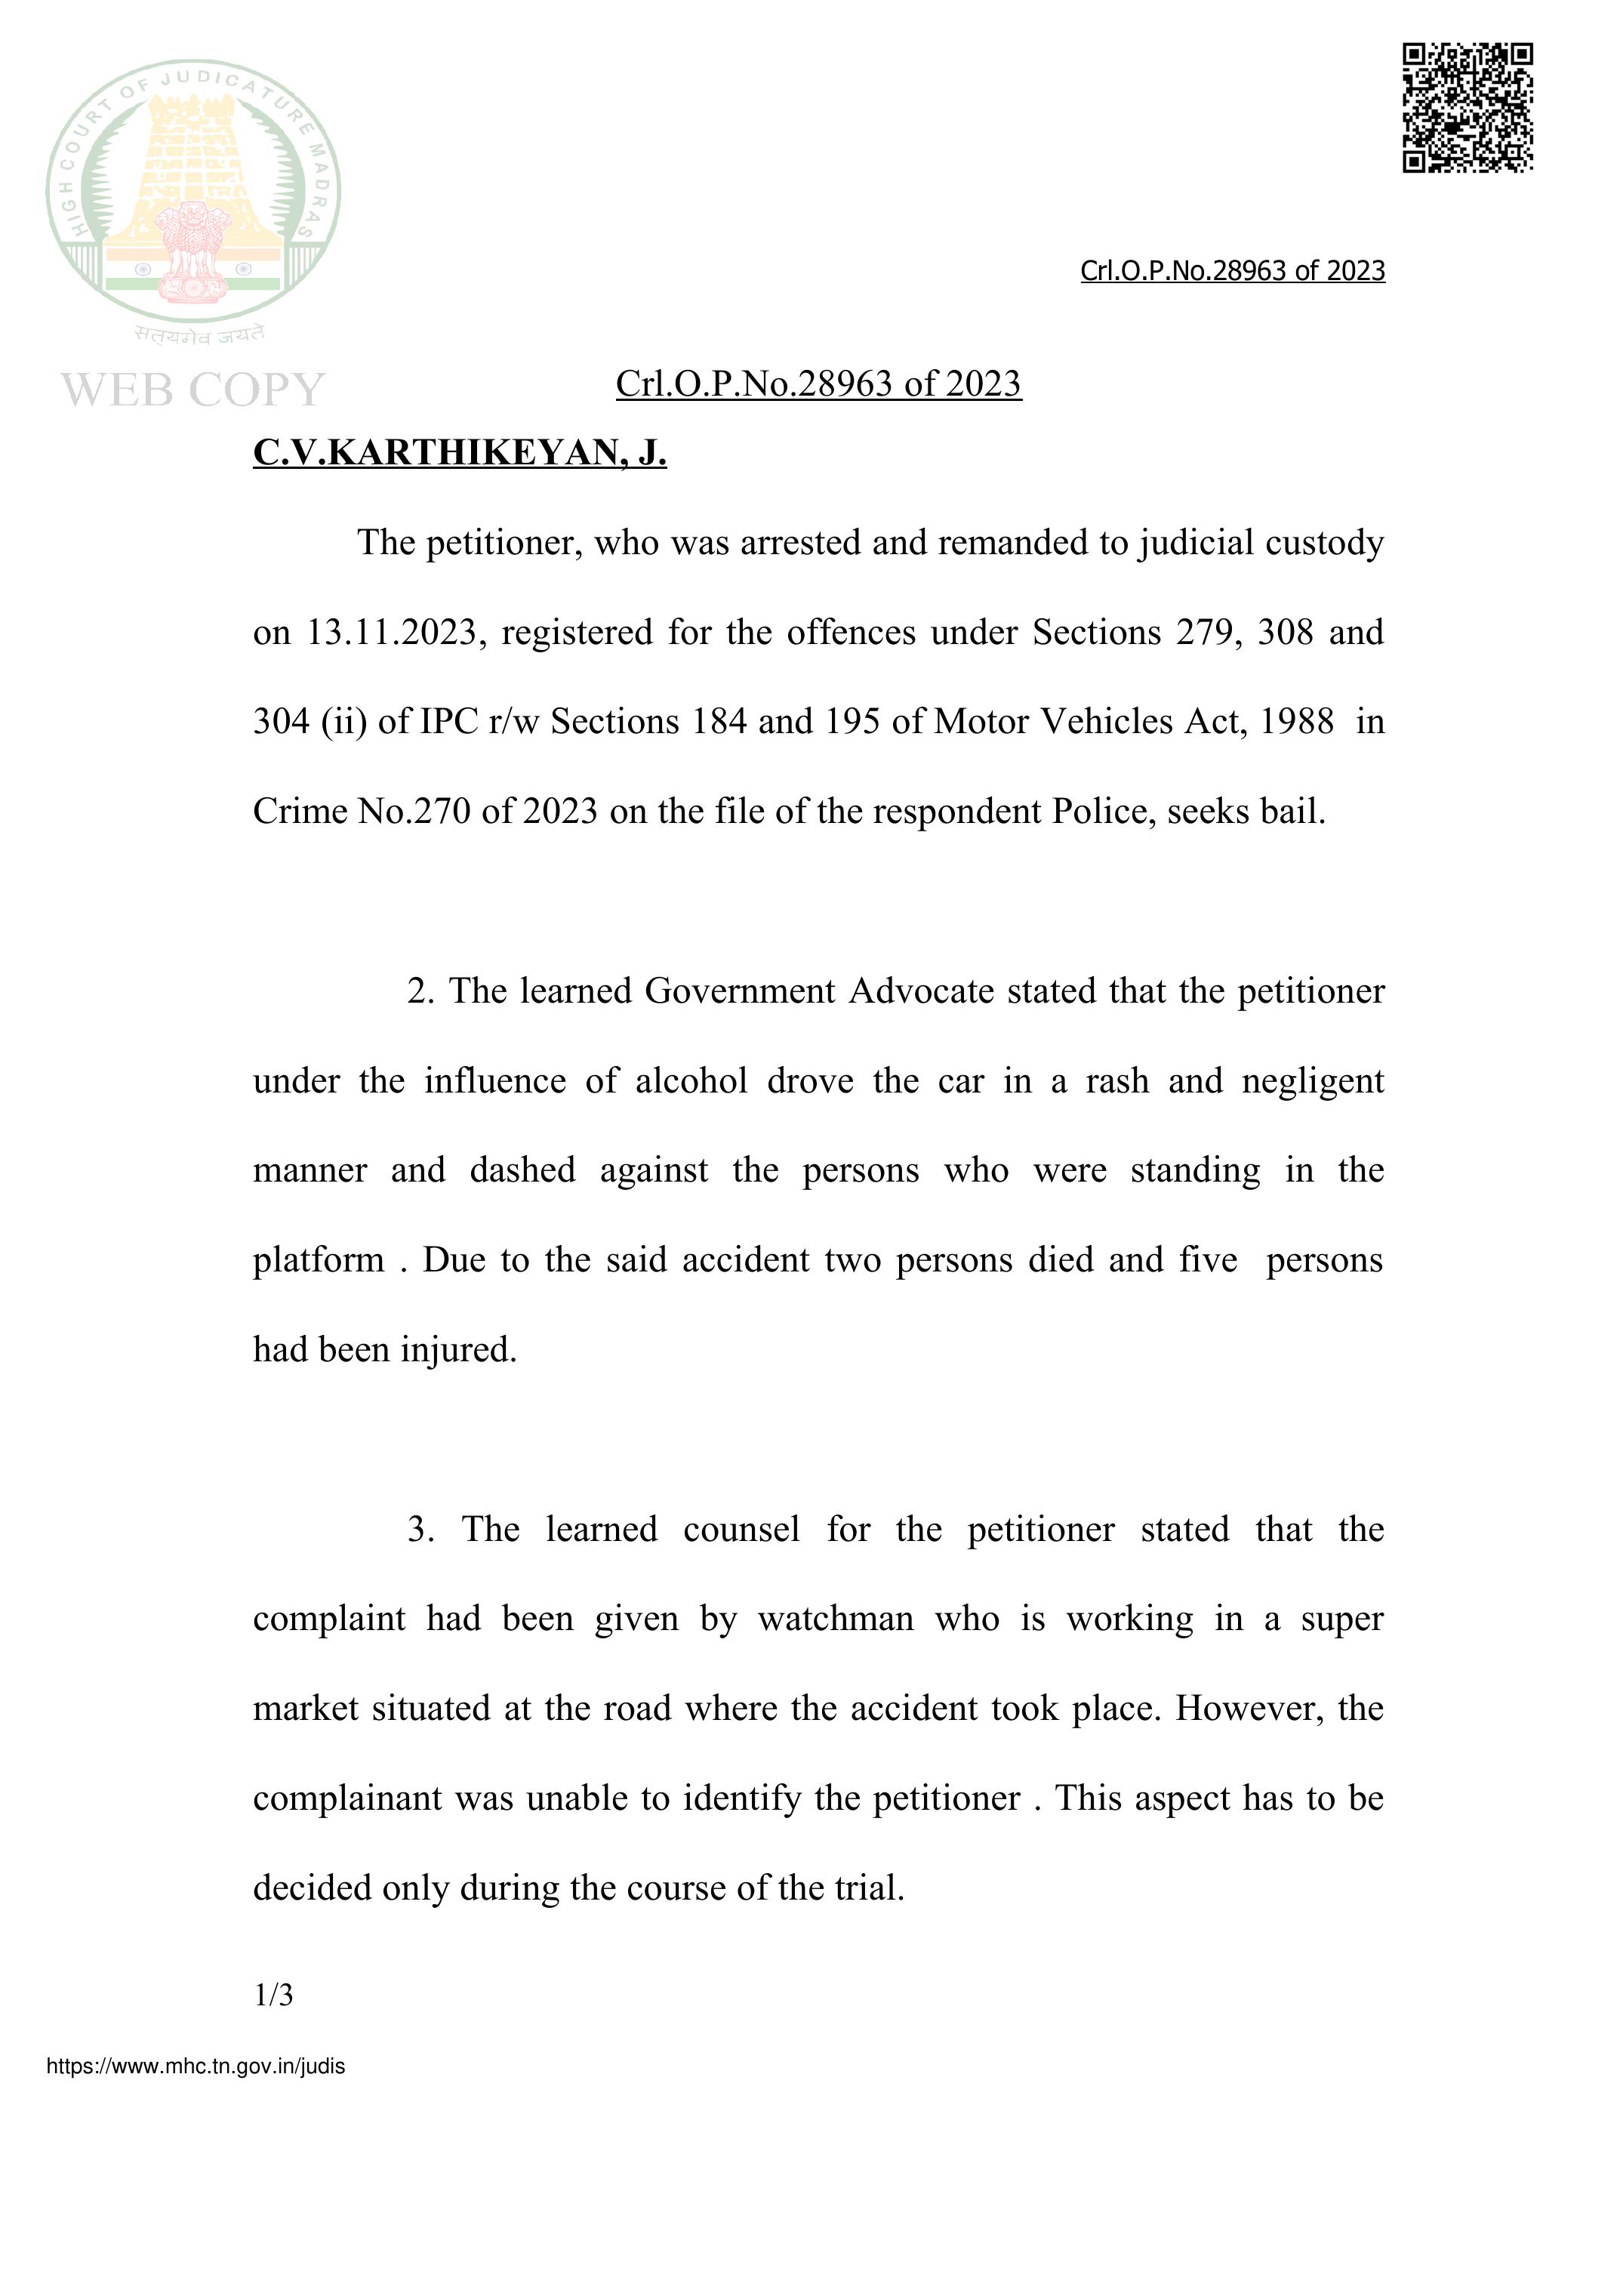 HIGH COURT OF JUDICATURE MADRAS
सत्यमेव जयते
WEB COPY
Crl.O.P.No.28963 of 2023
Crl.O.P.No.28963 of 2023
C.V.KARTHIKEYAN, J.
The petitioner, who was arrested and remanded to judicial custody
on 13.11.2023, registered for the offences under Sections 279, 308 and
304 (ii) of IPC r/w Sections 184 and 195 of Motor Vehicles Act, 1988  in
Crime No.270 of 2023 on the file of the respondent Police, seeks bail.
2. The learned Government Advocate stated that the petitioner
under the influence of alcohol drove the car in a rash and negligent
manner and dashed against the persons who were standing in the
platform . Due to the said accident two persons died and five  persons
had been injured.
3. The learned counsel for the petitioner stated that the
complaint had been given by watchman who is working in a super
market situated at the road where the accident took place. However, the
complainant was unable to identify the petitioner . This aspect has to be
decided only during the course of the trial.
1/3
https://www.mhc.tn.gov.in/judis